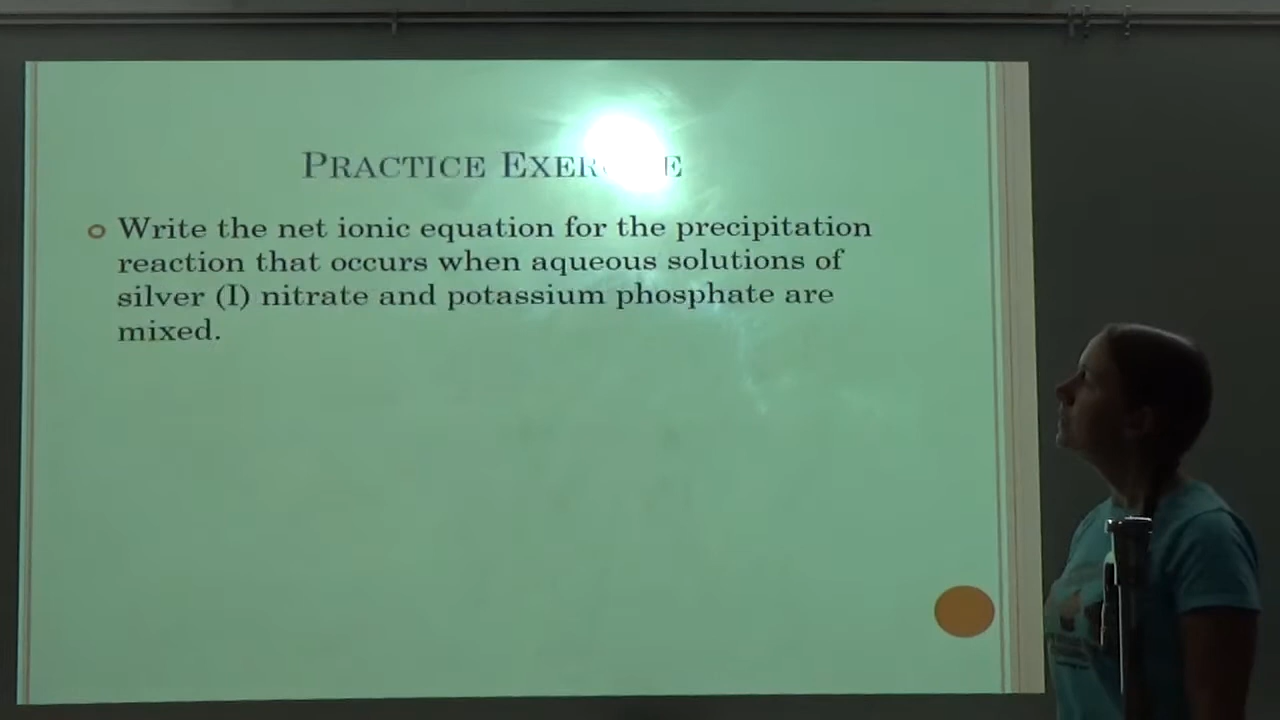 PRACTICE
Write the net ionic equation for the precipitation
reaction that occurs when aqueous solutions of
silver (I) nitrate and potassium phosphate are
mixed.